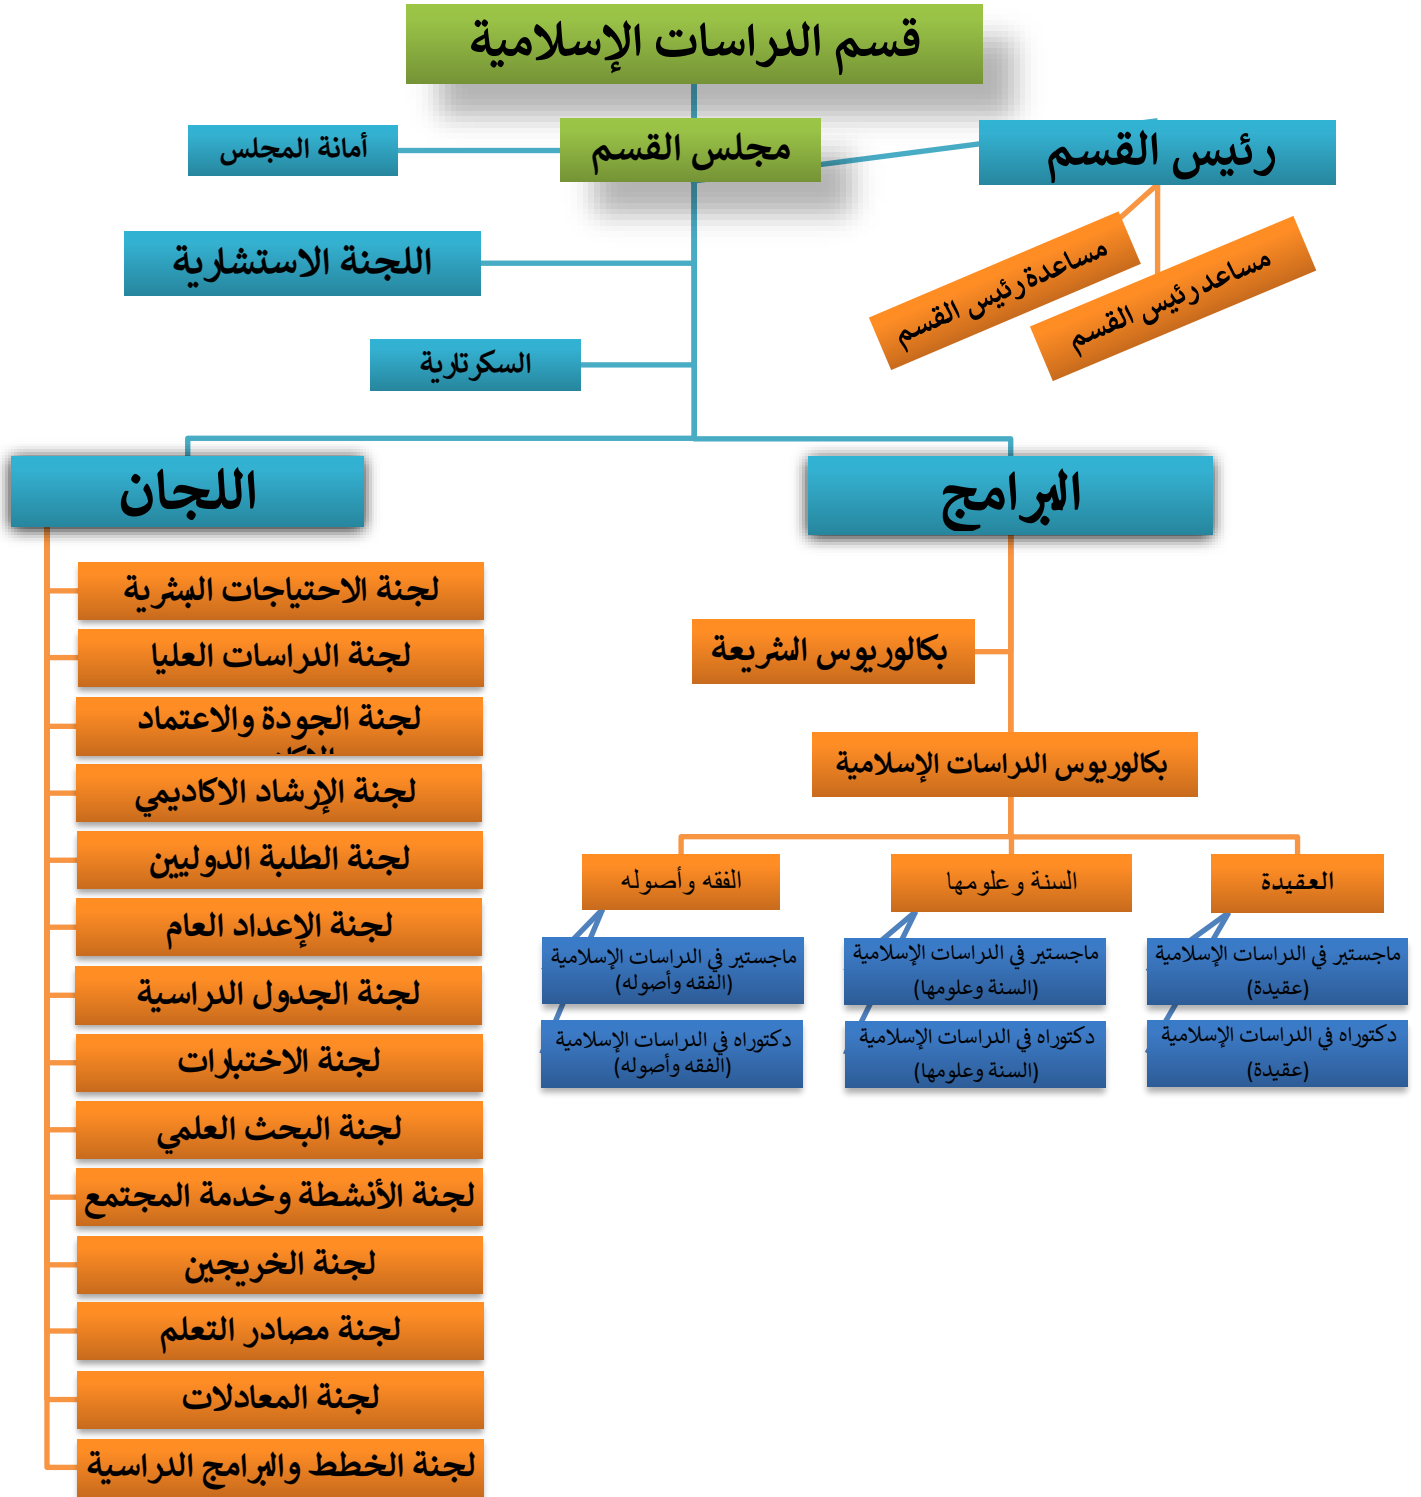 قسم الدراسات الإسلامية
مجلس القسم
رئيس القسم
أمانة المجلس
مساعدة رئيس القسم
مساعد رئيس القسم
اللجنة الاستشارية
السكرتارية
البرامج
بكالوريوس الشريعة
بكالوريوس الدراسات الإسلامية
العقيدة
ماجستير في الدراسات الإسلامية
(عقيدة)
دكتوراه في الدراسات الإسلامية
(عقيدة)
السنة وعلومها
ماجستير في الدراسات الإسلامية
(السنة وعلومها)
دكتوراه في الدراسات الإسلامية
(السنة وعلومها)
الفقه وأصوله
ماجستير في الدراسات الإسلامية
(الفقه وأصوله)
دكتوراه في الدراسات الإسلامية
(الفقه وأصوله)
اللجان
لجنة الاحتياجات البشرية
لجنة الدراسات العليا
لجنة الجودة والاعتماد
لجنة الإرشاد الاكاديمي
لجنة الطلبة الدوليين
لجنة الإعداد العام
لجنة الجدول الدراسية
لجنة الاختبارات
لجنة البحث العلمي
لجنة الأنشطة وخدمة المجتمع
لجنة الخريجين
لجنة مصادر التعلم
لجنة المعادلات
لجنة الخطط والبرامج الدراسية